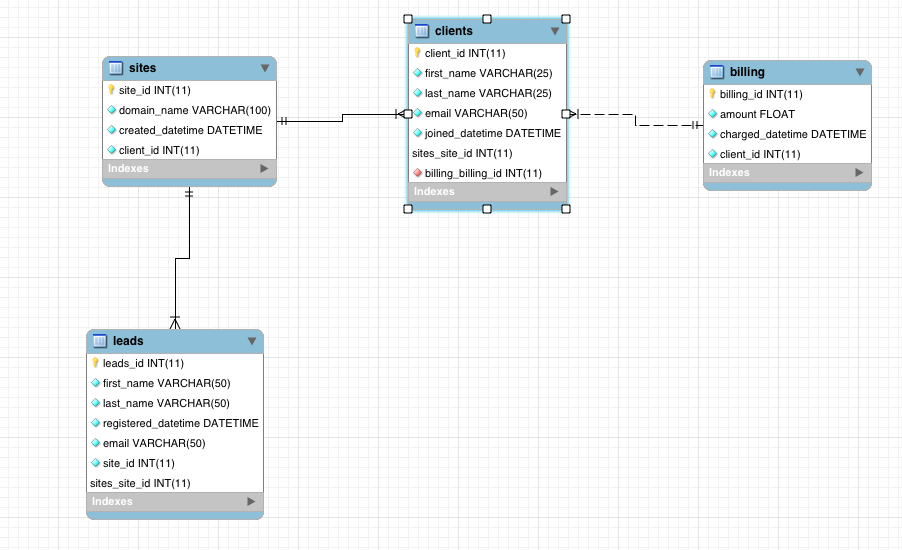 sites
site_id INT(11)
domain_name VARCHAR(100)
created_datetime DATETIME
client_id INT(11)
Indexes
clients
client_id INT(11)
first_name VARCHAR(25)
last_name VARCHAR(25)
email VARCHAR(50)
joined_datetime DATETIME
sites_site_id INT(11)
billing_billing_id INT(11)
Indexes
billing
billing_id INT(11)
amount FLOAT
charged_datetime DATETIME
client_id INT(11)
Indexes
leads
leads_id INT(11)
first_name VARCHAR(50)
last_name VARCHAR(50)
registered_datetime DATETIME
email VARCHAR(50)
site_id INT(11)
sites_site_id INT(11)
Indexes